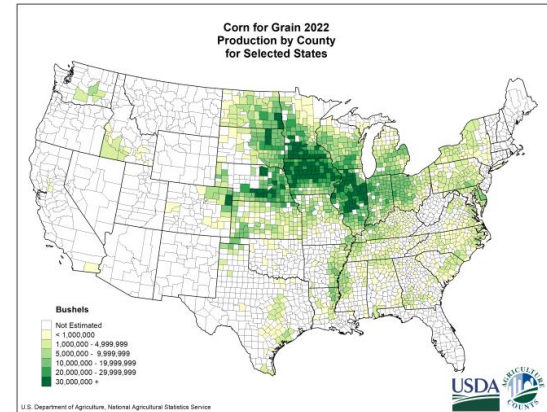 Corn for Grain 2022
Production by County
for Selected States
Bushels
Not Estimated
< 1,000,000
1,000,000 - 4,999,999
5,000,000 - 9,999,999
10,000,000 - 19,999,999
20,000,000 - 29,999,999
30,000,000 +
U.S. Department of Agriculture, National Agricultural Statistics Service
USDA
AGRICULTURE
COUNTS